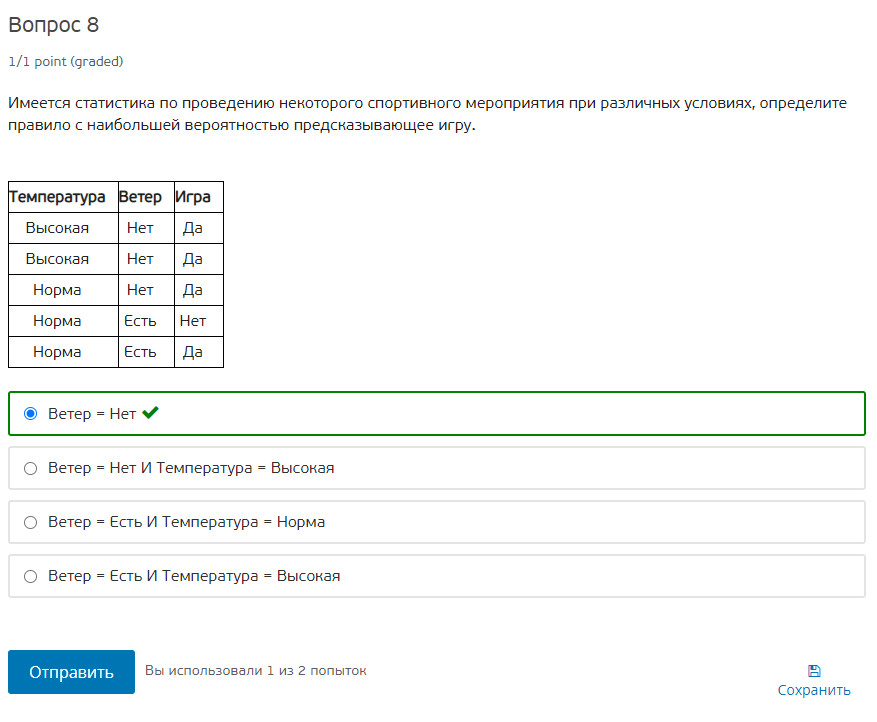 Вопрос 8
1/1 point (graded)
Имеется статистика по проведению некоторого спортивного мероприятия при различных условиях, определите
правило с наибольшей вероятностью предсказывающее игру.
Температура Ветер Игра
Высокая Нет Да
Высокая Нет Да
Норма Нет Да
Норма Есть Нет
Норма Есть Да
Ветер = Нет
Ветер = Нет И Температура = Высокая
Ветер = Есть И Температура = Норма
Ветер = Есть И Температура = Высокая
Отправить Вы использовали 1 из 2 попыток
Сохранить